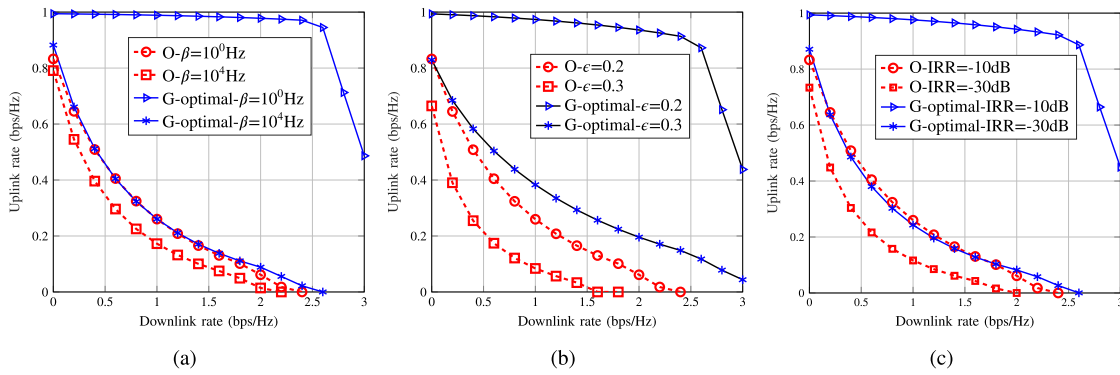 1
0.8
0.6
0.4
0.2
0
0
0.5
1
1.5
2
2.5
3
Uplink rate (bps/Hz)
Downlink rate (bps/Hz)
O-β=10⁰Hz
O-β=10⁴Hz
G-optimal-β=10⁰Hz
G-optimal-β=10⁴Hz
(a)
1
0.8
0.6
0.4
0.2
0
0
0.5
1
1.5
2
2.5
3
Uplink rate (bps/Hz)
Downlink rate (bps/Hz)
O-ϵ=0.2
O-ϵ=0.3
G-optimal-ϵ=0.2
G-optimal-ϵ=0.3
(b)
1
0.8
0.6
0.4
0.2
0
0
0.5
1
1.5
2
2.5
3
Uplink rate (bps/Hz)
Downlink rate (bps/Hz)
O-IRR=-10dB
O-IRR=-30dB
G-optimal-IRR=-10dB
G-optimal-IRR=-30dB
(c)